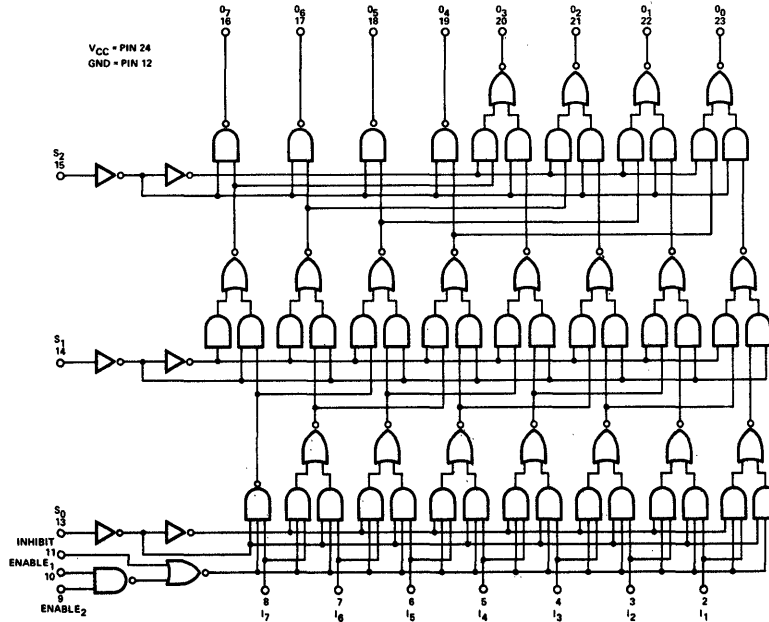 O7 O6 O5 O4 O3 O2 O1 O0
16 17 18 19 20 21 22 23
VCC = PIN 24
GND = PIN 12
S2
15
S1
14
S0
13
INHIBIT
11
ENABLE1
10
9
ENABLE2
8 7 6 5 4 3 2
I7 I6 I5 I4 I3 I2 I1